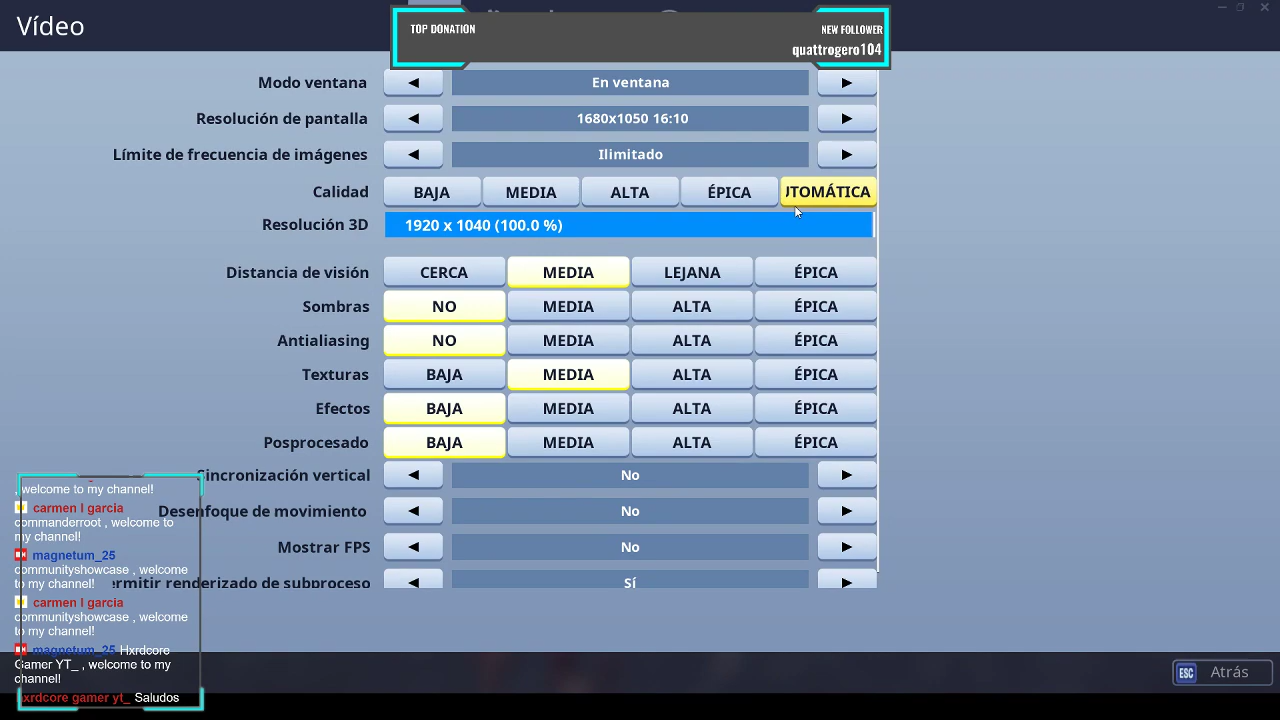 Vídeo
TOP DONATION
NEW FOLLOWER
quattrogero104
Modo ventana
En ventana
Resolución de pantalla
1680x1050 16:10
Límite de frecuencia de imágenes
Ilimitado
Calidad
BAJA
MEDIA
ALTA
ÉPICA
UTOMÁTICA
Resolución 3D
1920 x 1040 (100.0 %)
Distancia de visión
CERCA
MEDIA
LEJANA
ÉPICA
Sombras
NO
MEDIA
ALTA
ÉPICA
Antialiasing
NO
MEDIA
ALTA
ÉPICA
Texturas
BAJA
MEDIA
ALTA
ÉPICA
Efectos
BAJA
MEDIA
ALTA
ÉPICA
Posprocesado
BAJA
MEDIA
ALTA
ÉPICA
Sincronización vertical
No
Desenfoque de movimiento
No
Mostrar FPS
No
ermitir renderizado de subproceso
Sí
, welcome to my channel!
carmen l garcia
commanderroot , welcome to
my channel!
magnetum_25
communityshowcase , welcome
to my channel!
carmen l garcia
communityshowcase , welcome
to my channel!
magnetum_25 Hxrdcore
Gamer YT_ , welcome to my
channel!
xrdcore gamer yt_ Saludos
ESC Atrás